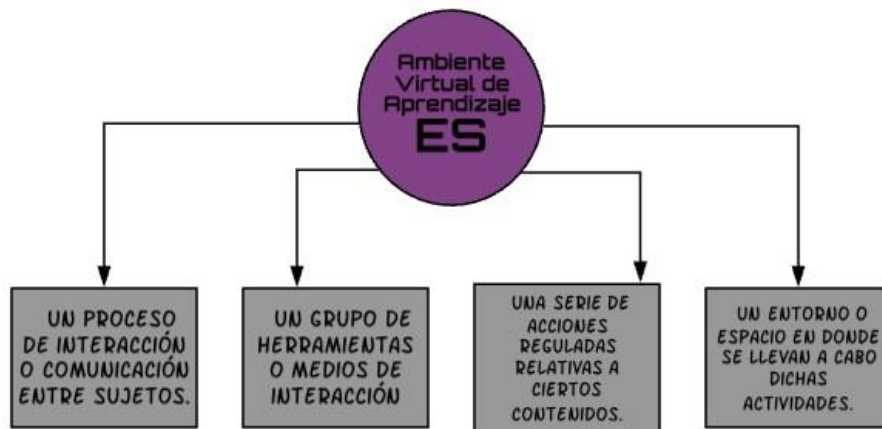 Ambiente
Virtual de
Aprendizaje
ES
UN PROCESO
DE INTERACCIÓN
O COMUNICACIÓN
ENTRE SUJETOS.
UN GRUPO DE
HERRAMIENTAS
O MEDIOS DE
INTERACCIÓN
UNA SERIE DE
ACCIONES
REGULADAS
RELATIVAS A
CIERTOS
CONTENIDOS.
UN ENTORNO O
ESPACIO EN DONDE
SE LLEVAN A CABO
DICHAS
ACTIVIDADES.